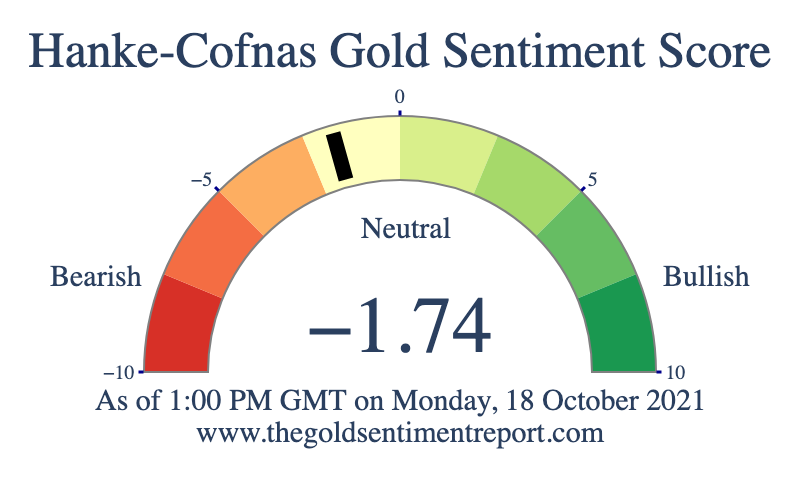 Hanke-Cofnas Gold Sentiment Score
0
−5
5
Neutral
Bearish
Bullish
−1.74
−10
10
As of 1:00 PM GMT on Monday, 18 October 2021
www.thegoldsentimentreport.com